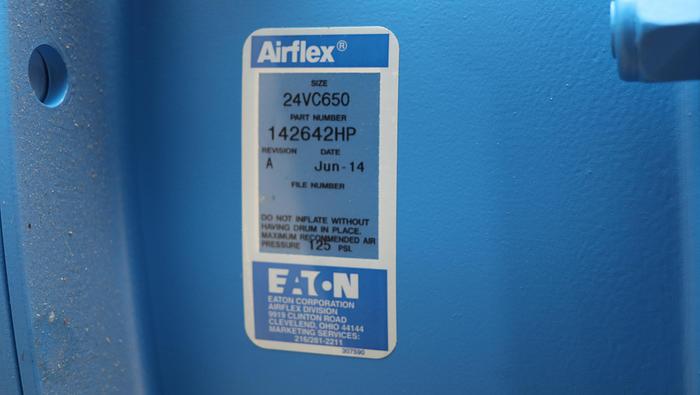 Airflex®
SIZE
24VC650
PART NUMBER
142642HP
REVISION DATE
A Jun-14
FILE NUMBER
DO NOT INFLATE WITHOUT
HAVING DRUM IN PLACE.
MAXIMUM RECOMMENDED AIR
PRESSURE 125 PSI.
EATON
EATON CORPORATION
AIRFLEX DIVISION
9919 CLINTON ROAD
CLEVELAND, OHIO 44144
MARKETING SERVICES:
216/281-2211
307590